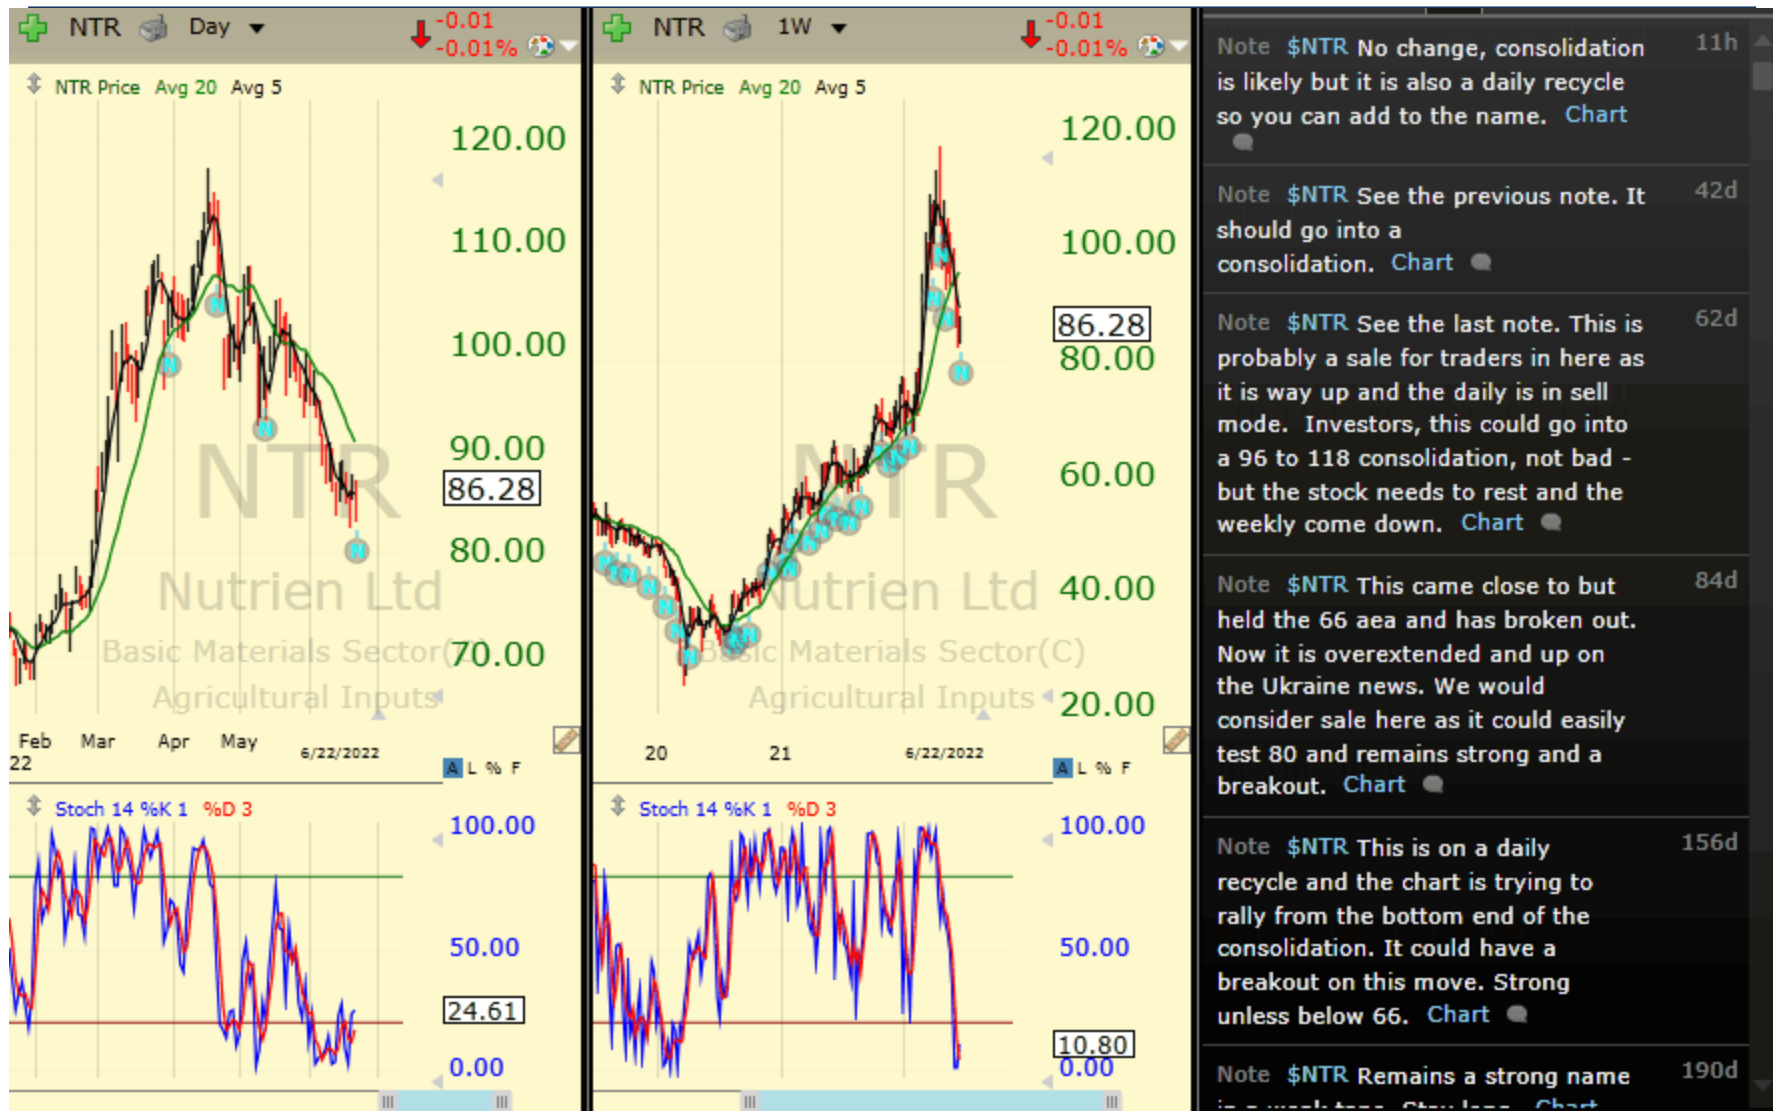 NTR Day
-0.01
-0.01%
NTR Price Avg 20 Avg 5
120.00
110.00
100.00
90.00
86.28
80.00
70.00
NTR
Nutrien Ltd
Basic Materials Sector(C)
Agricultural Inputs
Feb Mar Apr May 6/22/2022
22
A L % F
Stoch 14 %K 1 %D 3
100.00
50.00
24.61
0.00
NTR 1W
-0.01
-0.01%
NTR Price Avg 20 Avg 5
120.00
100.00
86.28
80.00
60.00
40.00
20.00
NTR
Nutrien Ltd
Basic Materials Sector(C)
Agricultural Inputs
20 21 6/22/2022
A L % F
Stoch 14 %K 1 %D 3
100.00
50.00
10.80
0.00
Note $NTR No change, consolidation 11h
is likely but it is also a daily recycle
so you can add to the name. Chart
Note $NTR See the previous note. It 42d
should go into a
consolidation. Chart
Note $NTR See the last note. This is 62d
probably a sale for traders in here as
it is way up and the daily is in sell
mode. Investors, this could go into
a 96 to 118 consolidation, not bad -
but the stock needs to rest and the
weekly come down. Chart
Note $NTR This came close to but 84d
held the 66 aea and has broken out.
Now it is overextended and up on
the Ukraine news. We would
consider sale here as it could easily
test 80 and remains strong and a
breakout. Chart
Note $NTR This is on a daily 156d
recycle and the chart is trying to
rally from the bottom end of the
consolidation. It could have a
breakout on this move. Strong
unless below 66. Chart
Note $NTR Remains a strong name 190d